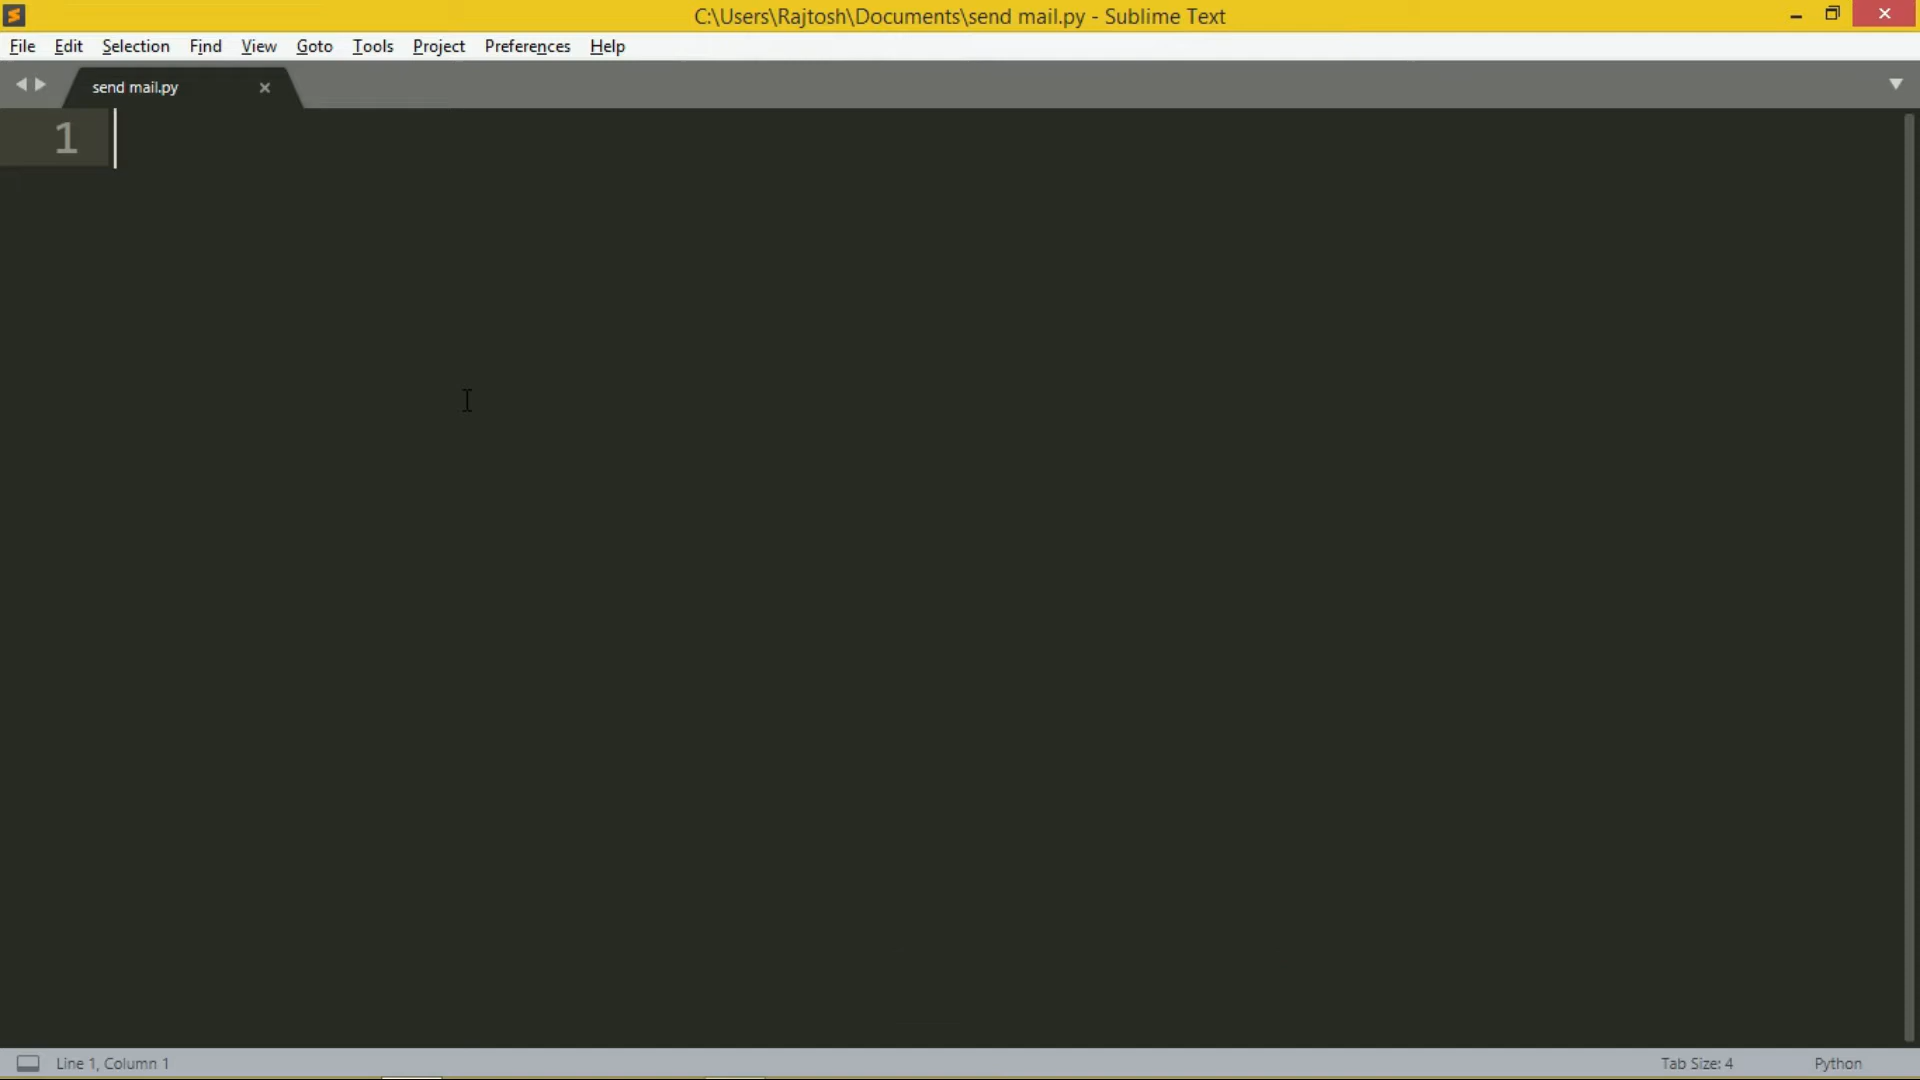 C:\Users\Rajtosh\Documents\send mail.py - Sublime Text
File Edit Selection Find View Goto Tools Project Preferences Help
send mail.py
1
Line 1, Column 1 Tab Size: 4 Python